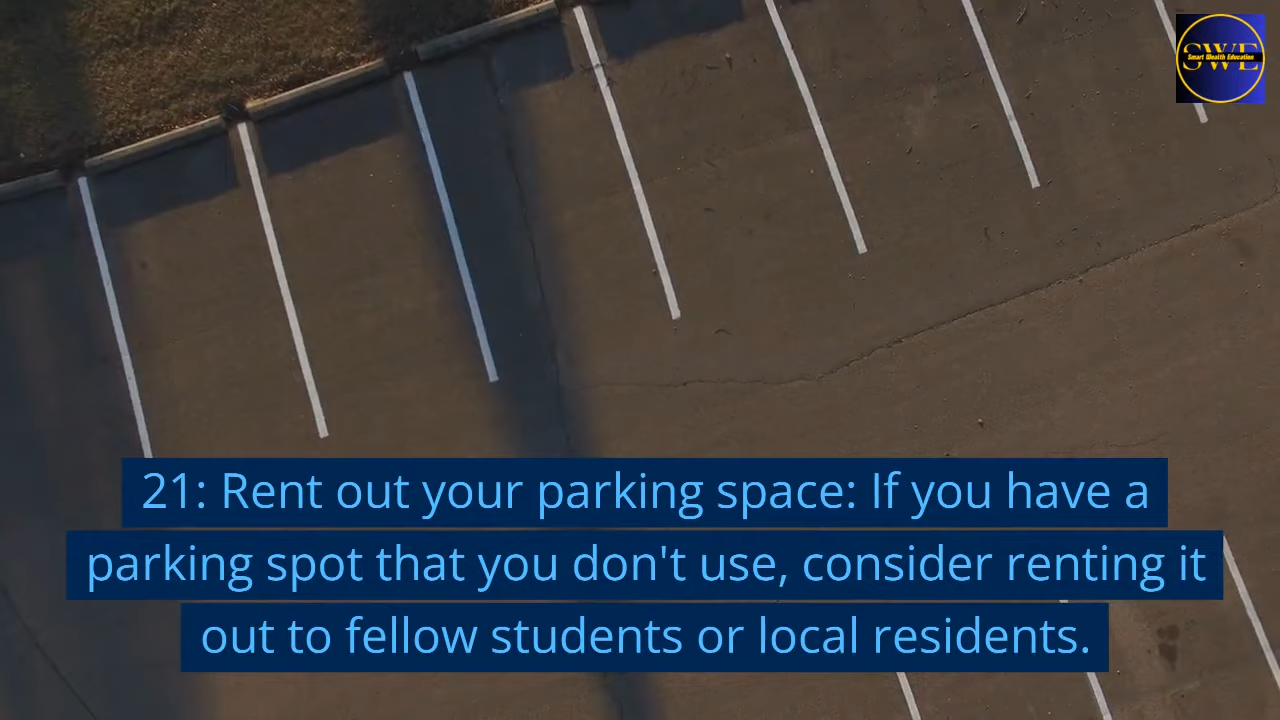 SWE
Smart Wealth Education
21: Rent out your parking space: If you have a
parking spot that you don't use, consider renting it
out to fellow students or local residents.